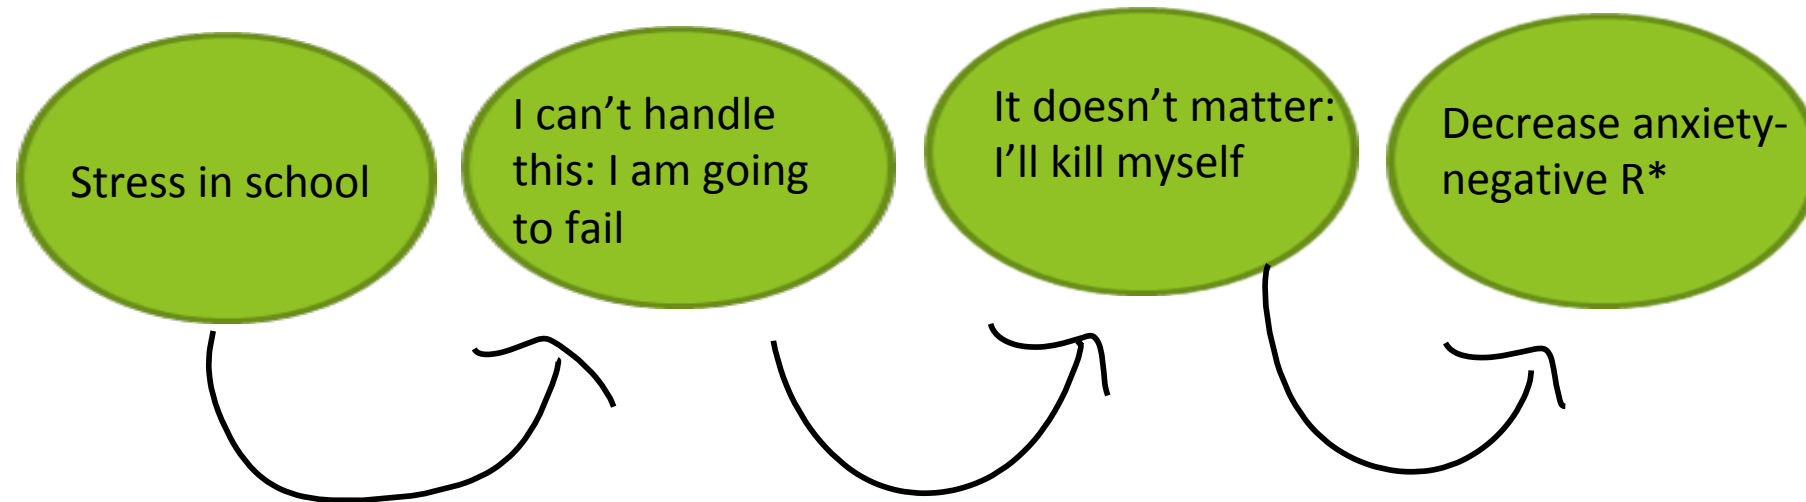 Stress in school
I can’t handle
this: I am going
to fail
It doesn’t matter:
I’ll kill myself
Decrease anxiety-
negative R*